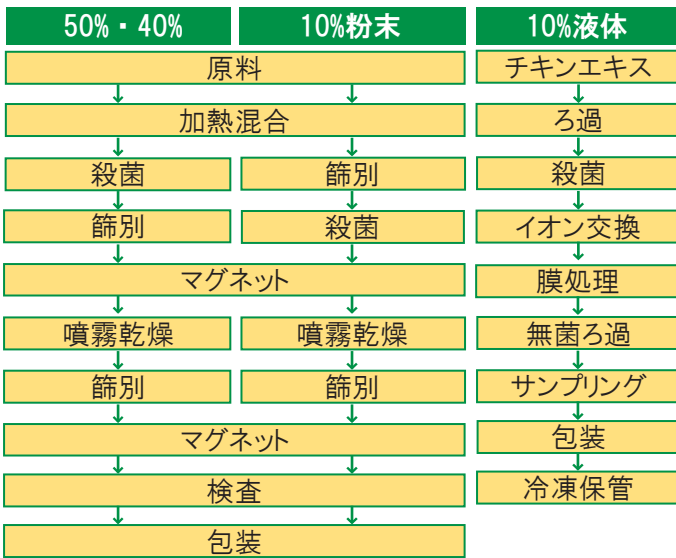 50%・40% 10%粉末 10%液体
原料 チキンエキス
加熱混合 ろ過
殺菌 篩別 殺菌
篩別 殺菌 イオン交換
マグネット 膜処理
噴霧乾燥 噴霧乾燥 無菌ろ過
篩別 篩別 サンプリング
マグネット 包装
検査 冷凍保管
包装